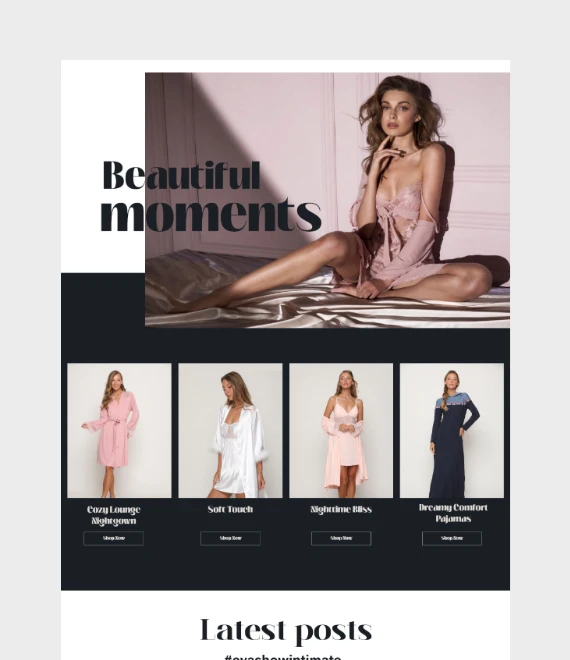 Beautiful
moments
Cozy Lounge
Nightgown
Soft Touch
Nighttime Bliss
Dreamy Comfort
Pajamas
Shop Now
Shop Now
Shop Now
Shop Now
Latest posts